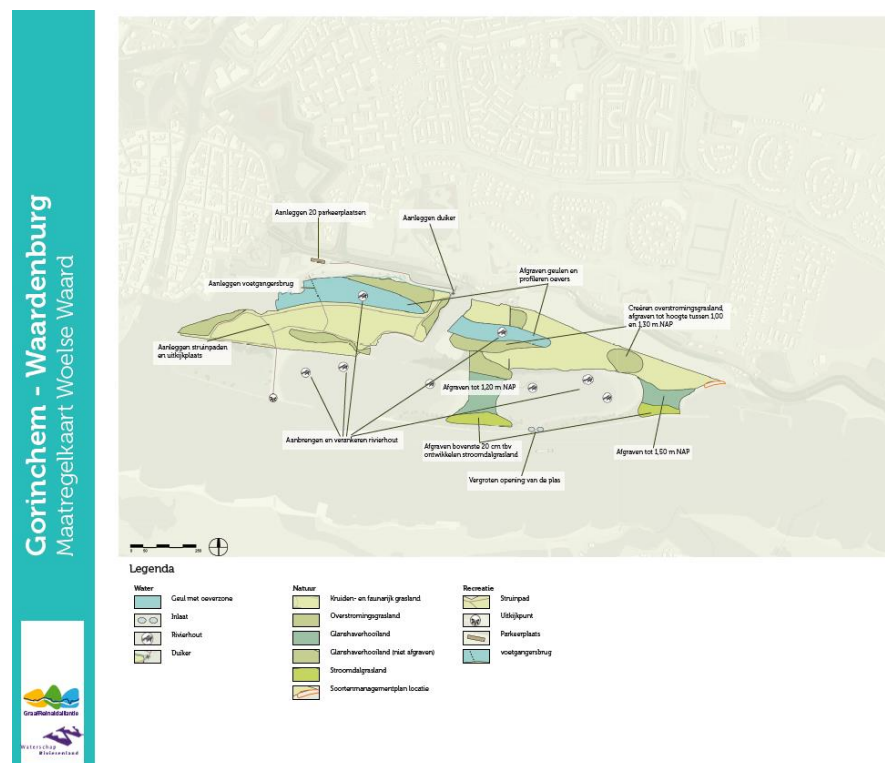 Gorinchem - Waardenburg
Maatregelkaart Woelse Waard
Aanleggen 20 parkeerplaatsen
Aanleggen duiker
Aanleggen voetgangersbrug
Afgraven geulen en
profileren oevers
Creëren overstromingsgrasland,
afgraven tot hoogte tussen 1,00
en 1,30 m NAP
Aanleggen struinpaden
en uitkijkplaats
Afgraven tot 1,20 m NAP
Aanbrengen en verankeren rivierhout
Afgraven bovenste 20 cm tbv
ontwikkelen stroomdalgrasland
Afgraven tot 1,50 m NAP
Vergroten opening van de plas
Legenda
Water
Geul met oeverzone
Inlaat
Rivierhout
Duiker
Natuur
Kruiden- en faunarijk grasland
Overstromingsgrasland
Glanshaverhooiland
Glanshaverhooiland (niet afgraven)
Stroomdalgrasland
Soortenmanagementplan locatie
Recreatie
Struinpad
Uitkijkpunt
Parkeerplaats
voetgangersbrug
GraafReinaldalliantie
Waterschap
Rivierenland